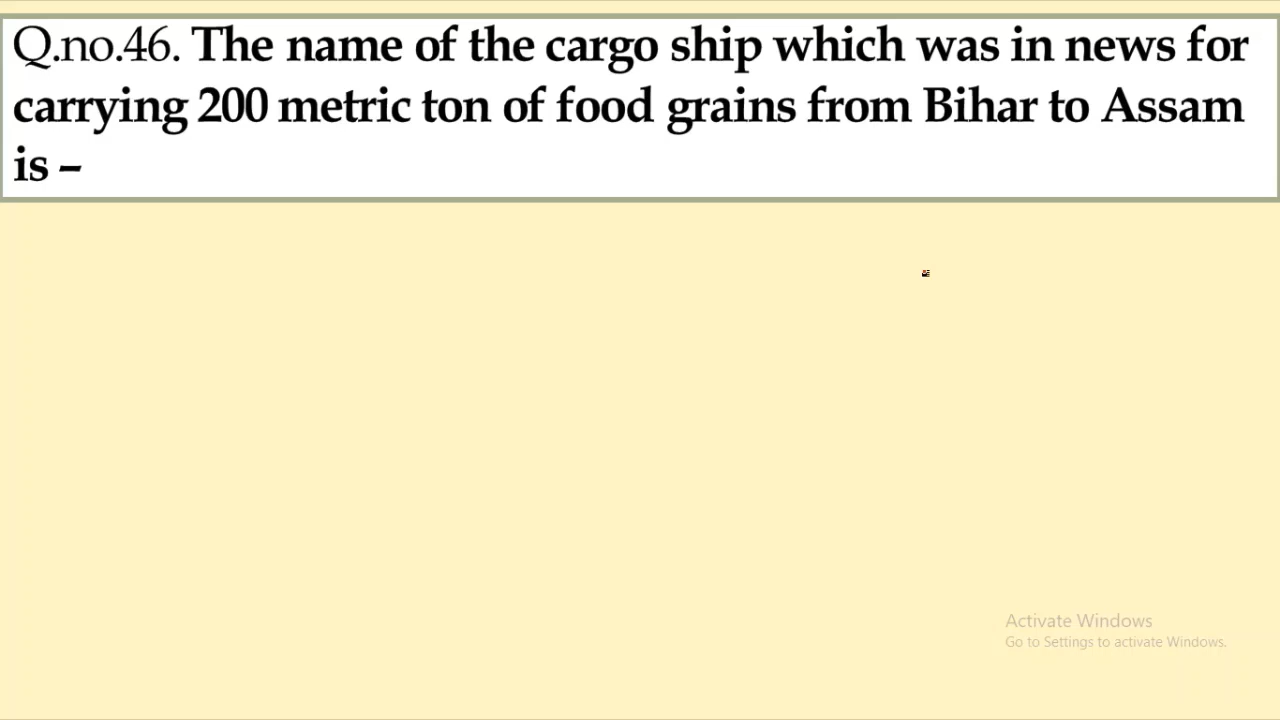 Q.no.46. The name of the cargo ship which was in news for
carrying 200 metric ton of food grains from Bihar to Assam
is –
Activate Windows
Go to Settings to activate Windows.